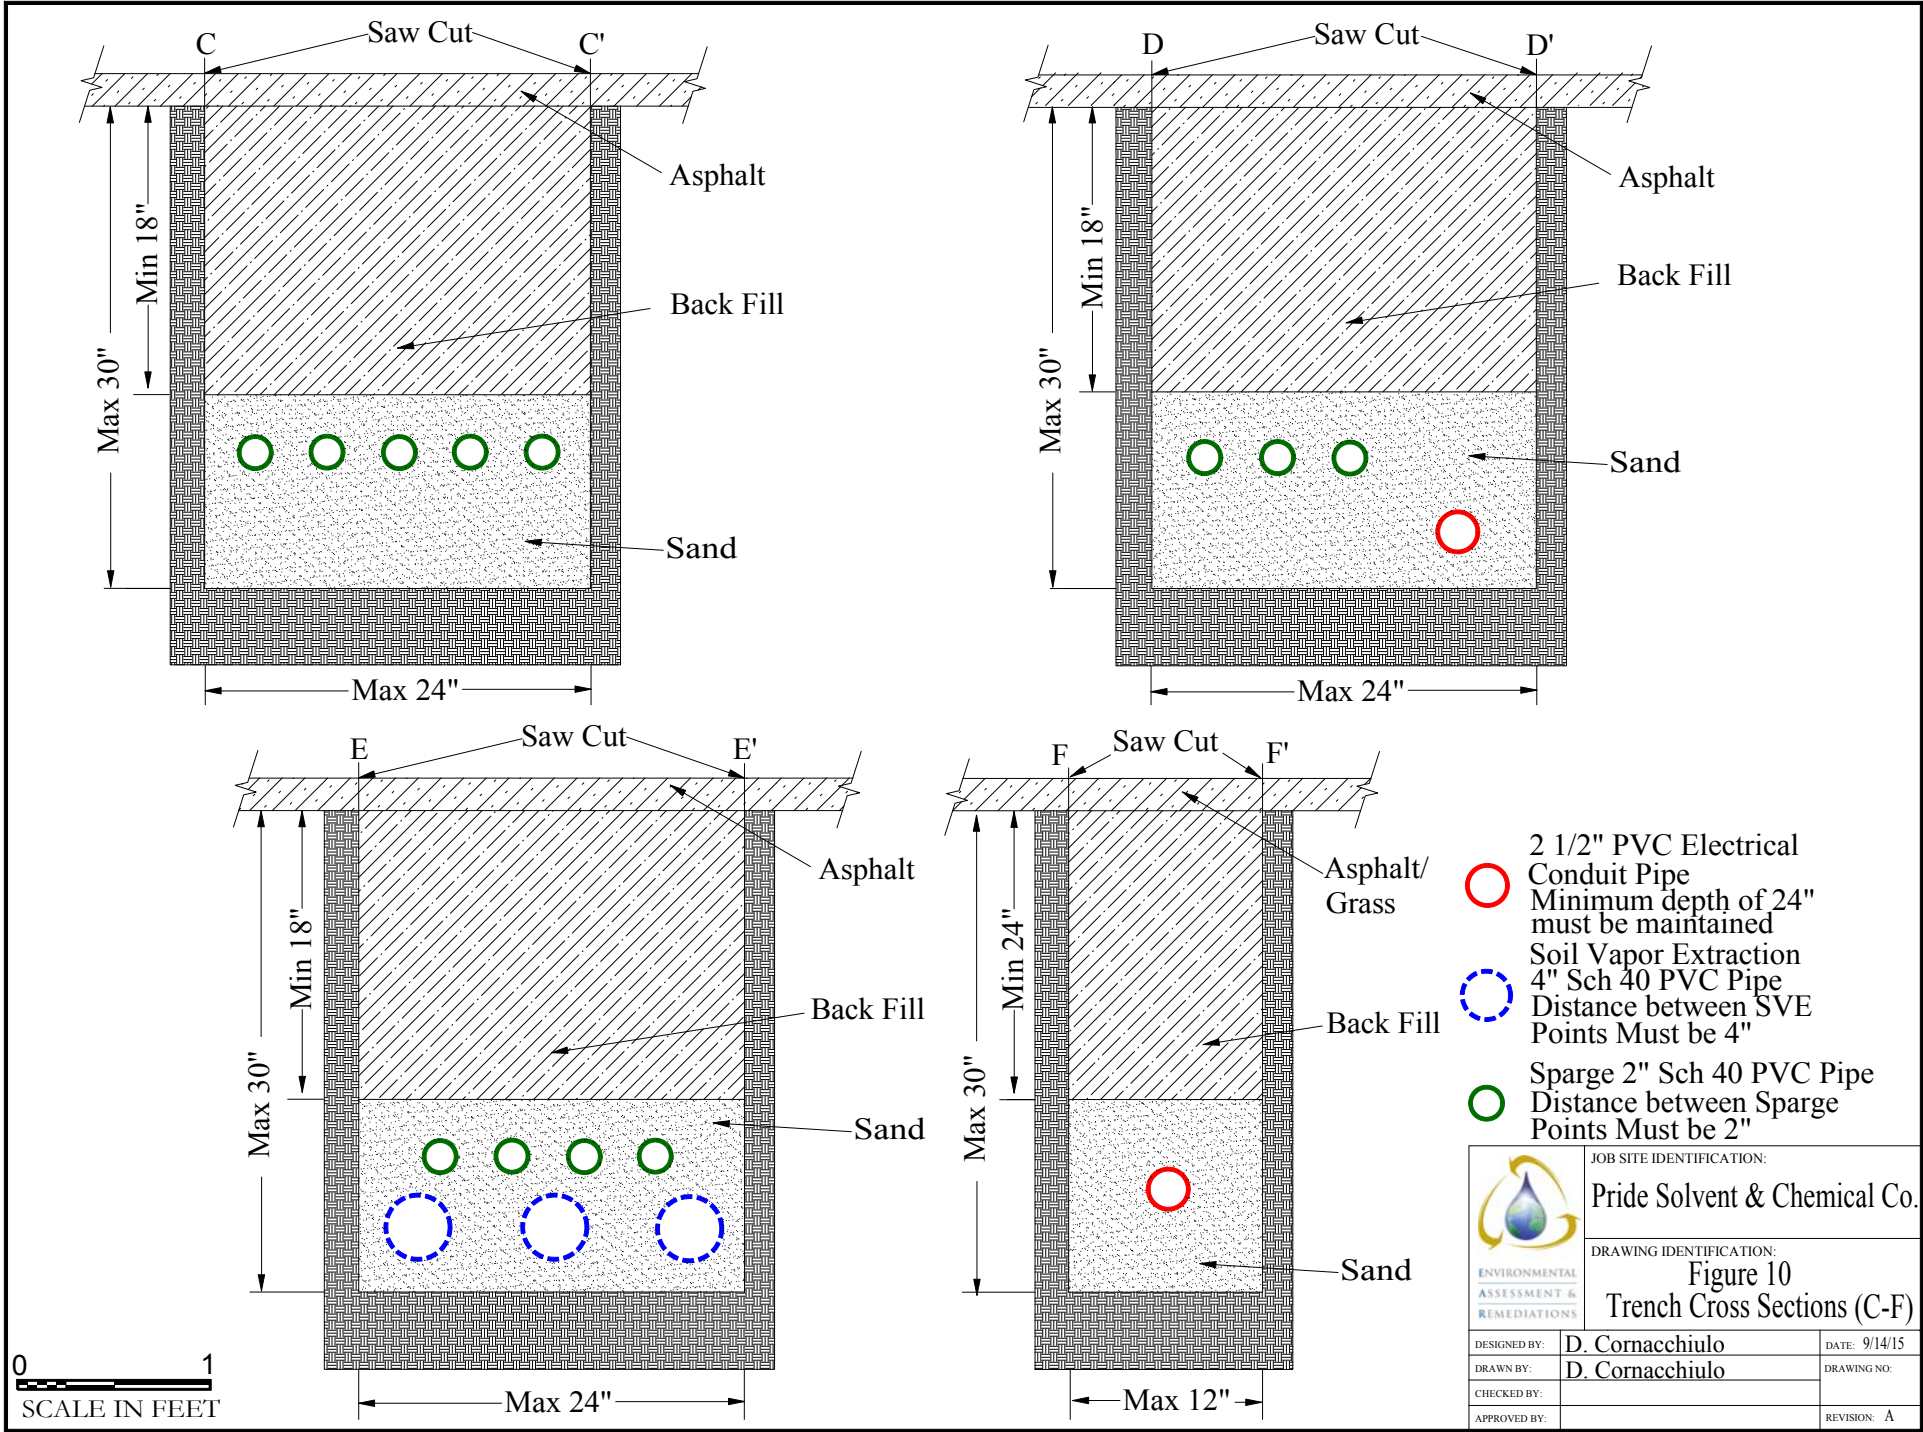 C
Saw Cut
C'
Asphalt
Min 18"
Back Fill
Max 30"
Sand
Max 24"
D
Saw Cut
D'
Asphalt
Min 18"
Back Fill
Max 30"
Sand
Max 24"
E
Saw Cut
E'
Asphalt
Min 18"
Back Fill
Max 30"
Sand
Max 24"
F
Saw Cut
F'
Asphalt/
Grass
Min 24"
Back Fill
Max 30"
Sand
Max 12"
2 1/2" PVC Electrical
Conduit Pipe
Minimum depth of 24"
must be maintained
Soil Vapor Extraction
4" Sch 40 PVC Pipe
Distance between SVE
Points Must be 4"
Sparge 2" Sch 40 PVC Pipe
Distance between Sparge
Points Must be 2"
0 1
SCALE IN FEET
ENVIRONMENTAL
ASSESSMENT &
REMEDIATIONS
JOB SITE IDENTIFICATION:
Pride Solvent & Chemical Co.
DRAWING IDENTIFICATION:
Figure 10
Trench Cross Sections (C-F)
DESIGNED BY: D. Cornacchiulo DATE: 9/14/15
DRAWN BY: D. Cornacchiulo DRAWING NO:
CHECKED BY:
APPROVED BY: REVISION: A